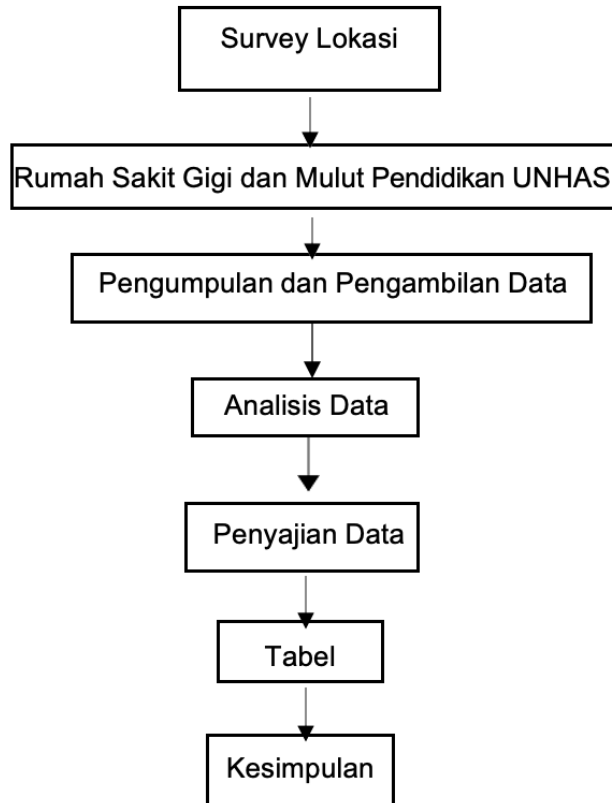 Survey Lokasi
Rumah Sakit Gigi dan Mulut Pendidikan UNHAS
Pengumpulan dan Pengambilan Data
Analisis Data
Penyajian Data
Tabel
Kesimpulan